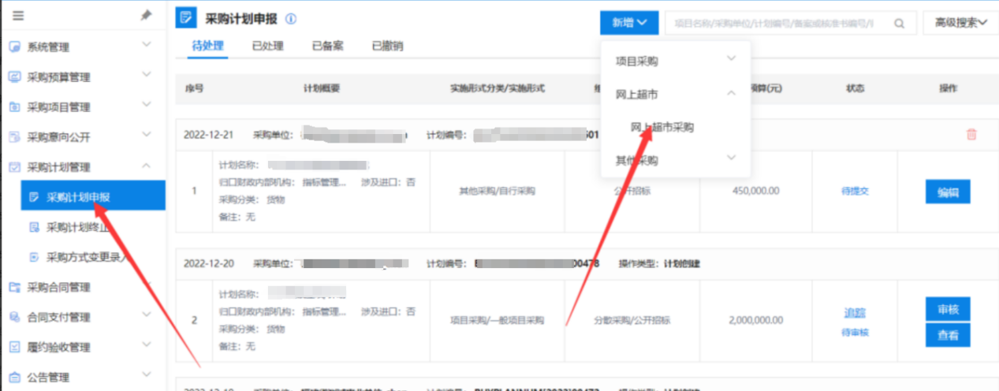 采购计划申报
新增
项目名称/采购单位/计划编号/备案或核准书编号/
高级搜索
系统管理
采购预算管理
采购项目管理
采购意向公开
采购计划管理
采购计划申报
采购计划终止
采购方式变更录入
采购合同管理
合同支付管理
履约验收管理
公告管理
待处理 已处理 已备案 已撤销
项目采购
网上超市
网上超市采购
其他采购
序号 计划概要 实施形式分类/实施形式 预算(元) 状态 操作
2022-12-21 采购单位: 计划编号: 501
1
计划名称:
归口财政内部机构: 指标管理... 涉及进口: 否
采购分类: 货物
备注: 无
其他采购/自行采购 公开招标 450,000.00 待提交 编辑
2022-12-20 采购单位: 计划编号: 00478 操作类型: 计划创建
2
计划名称:
归口财政内部机构: 指标管理... 涉及进口: 否
采购分类: 货物
备注: 无
项目采购/一般项目采购 分散采购/公开招标 2,000,000.00
追踪
待审核
审核
查看